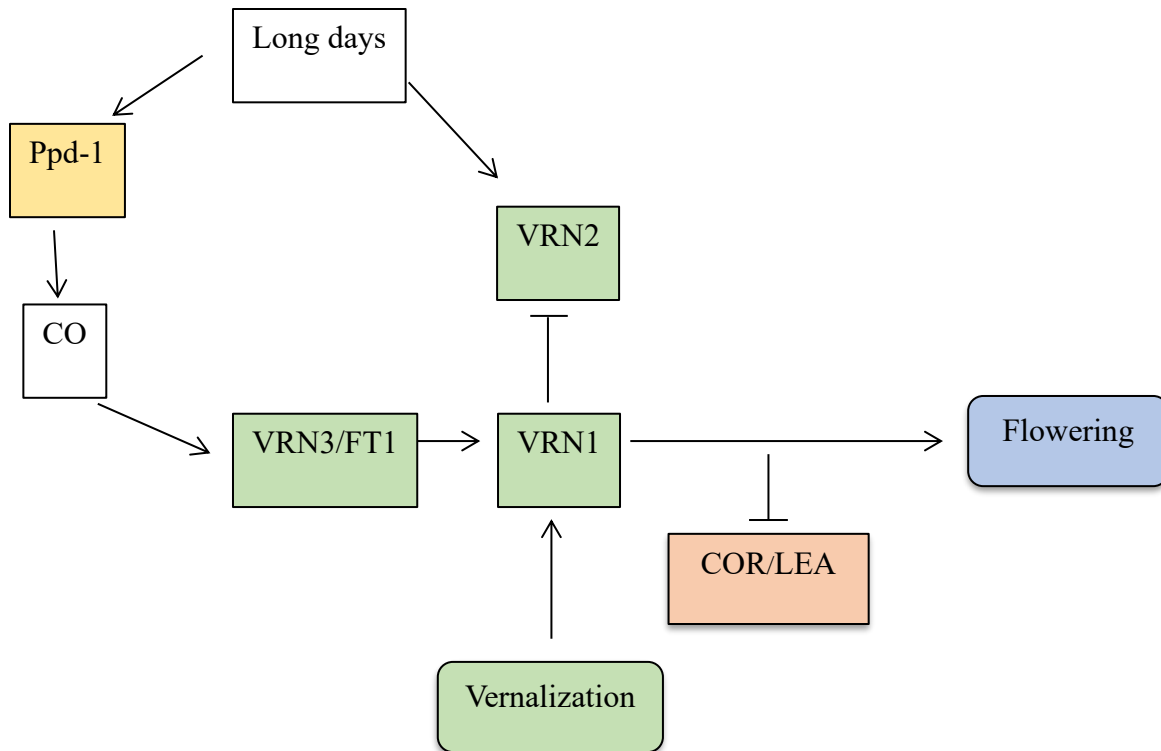 Long days
Ppd-1
VRN2
CO
VRN3/FT1
VRN1
Flowering
COR/LEA
Vernalization